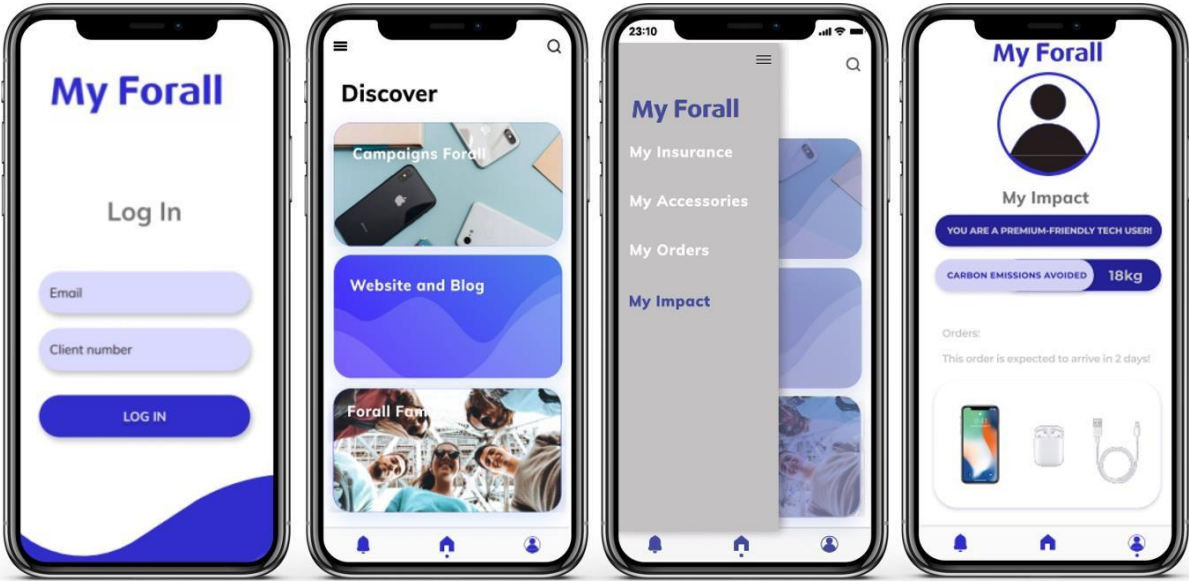 My Forall
Log In
Email
Client number
LOG IN
Discover
Campaigns Forall
Website and Blog
Forall
23:10
My Forall
My Insurance
My Accessories
My Orders
My Impact
My Forall
My Impact
YOU ARE A PREMIUM-FRIENDLY TECH USER!
CARBON EMISSIONS AVOIDED 18kg
Orders:
This order is expected to arrive in 2 days!